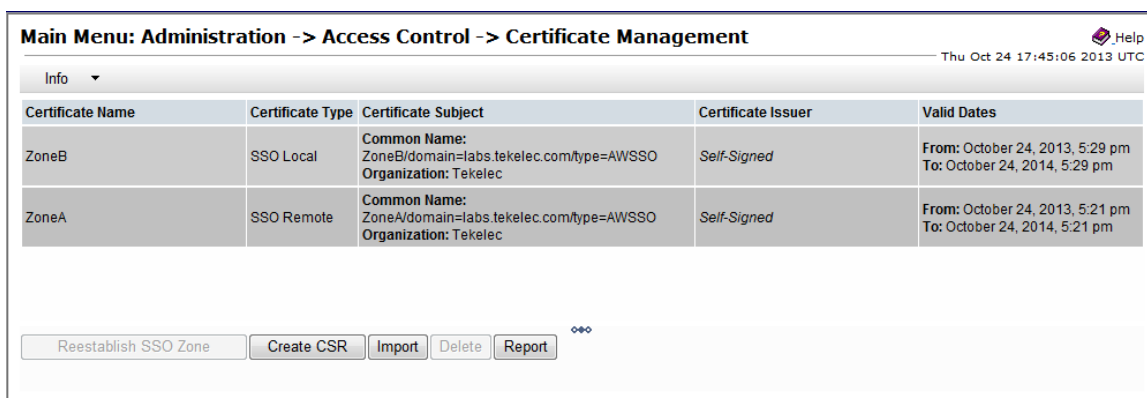 Main Menu: Administration -> Access Control -> Certificate Management
Help
Thu Oct 24 17:45:06 2013 UTC
Info
Certificate Name Certificate Type Certificate Subject Certificate Issuer Valid Dates
ZoneB SSO Local Common Name: ZoneB/domain=labs.tekelec.com/type=AWSSO Organization: Tekelec Self-Signed From: October 24, 2013, 5:29 pm To: October 24, 2014, 5:29 pm
ZoneA SSO Remote Common Name: ZoneA/domain=labs.tekelec.com/type=AWSSO Organization: Tekelec Self-Signed From: October 24, 2013, 5:21 pm To: October 24, 2014, 5:21 pm
Reestablish SSO Zone Create CSR Import Delete Report